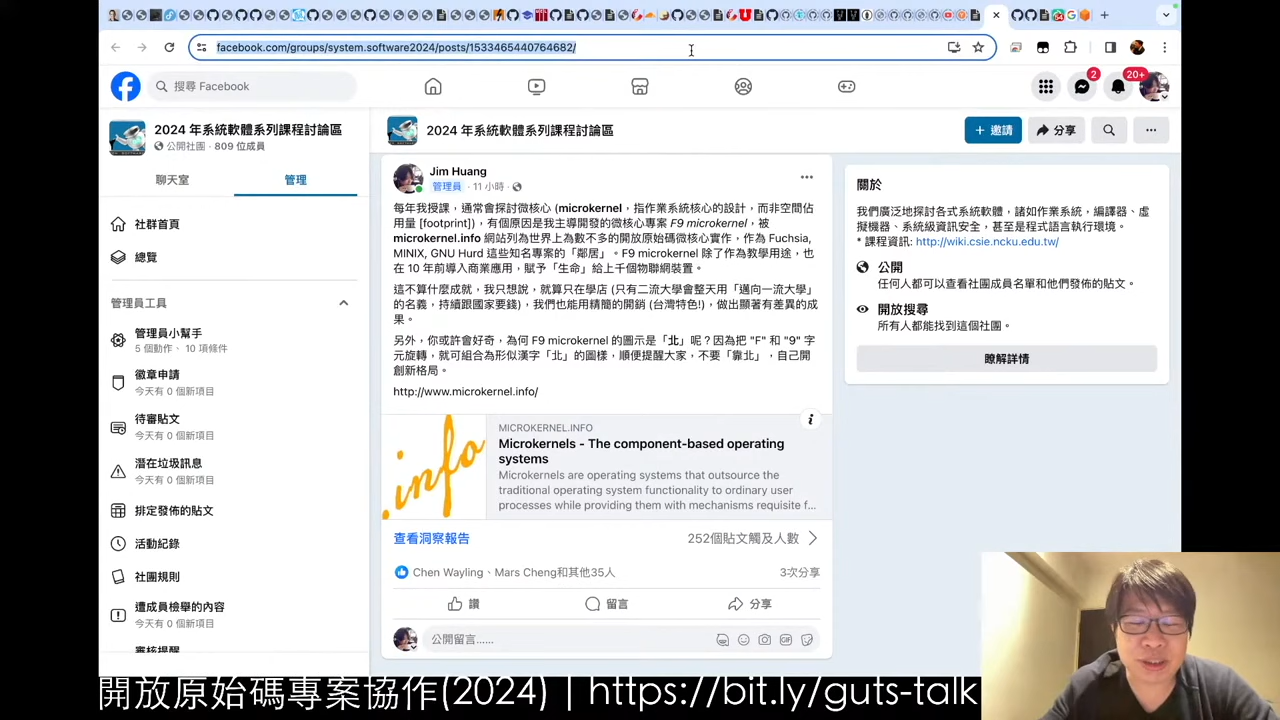 facebook.com/groups/system.software2024/posts/1533465440764682/
搜尋 Facebook
2
20+
2024 年系統軟體系列課程討論區
公開社團 · 809 位成員
聊天室
管理
社群首頁
總覽
管理員工具
管理員小幫手
5 個動作、 10 項條件
徽章申請
今天有 0 個新項目
待審貼文
今天有 0 個新項目
潛在垃圾訊息
今天有 0 個新項目
排定發佈的貼文
活動紀錄
社團規則
遭成員檢舉的內容
今天有 0 個新項目
審核提醒
2024 年系統軟體系列課程討論區
+ 邀請
分享
Jim Huang
管理員 · 11 小時 ·
每年我授課，通常會探討微核心 (microkernel，指作業系統核心的設計，而非空間佔
用量 [footprint])，有個原因是我主導開發的微核心專案 F9 microkernel，被
microkernel.info 網站列為世界上為數不多的開放原始碼微核心實作，作為 Fuchsia,
MINIX, GNU Hurd 這些知名專案的「鄰居」。F9 microkernel 除了作為教學用途，也
在 10 年前導入商業應用，賦予「生命」給上千個物聯網裝置。
這不算什麼成就，我只想說，就算只在學店 (只有二流大學會整天用「邁向一流大學」
的名義，持續跟國家要錢)，我們也能用精簡的開銷 (台灣特色!)，做出顯著有差異的成
果。
另外，你或許會好奇，為何 F9 microkernel 的圖示是「北」呢？因為把 "F" 和 "9" 字
元旋轉，就可組合為形似漢字「北」的圖樣，順便提醒大家，不要「靠北」，自己開
創新格局。
http://www.microkernel.info/
.info
MICROKERNEL.INFO
Microkernels - The component-based operating
systems
Microkernels are operating systems that outsource the
traditional operating system functionality to ordinary user
processes while providing them with mechanisms requisite f...
查看洞察報告
252個貼文觸及人數
Chen Wayling、Mars Cheng和其他35人
3次分享
讚
留言
分享
公開留言......
關於
我們廣泛地探討各式系統軟體，諸如作業系統，編譯器、虛
擬機器、系統級資訊安全，甚至是程式語言執行環境。
* 課程資訊: http://wiki.csie.ncku.edu.tw/
公開
任何人都可以查看社團成員名單和他們發佈的貼文。
開放搜尋
所有人都能找到這個社團。
瞭解詳情
開放原始碼專案協作(2024) | https://bit.ly/guts-talk